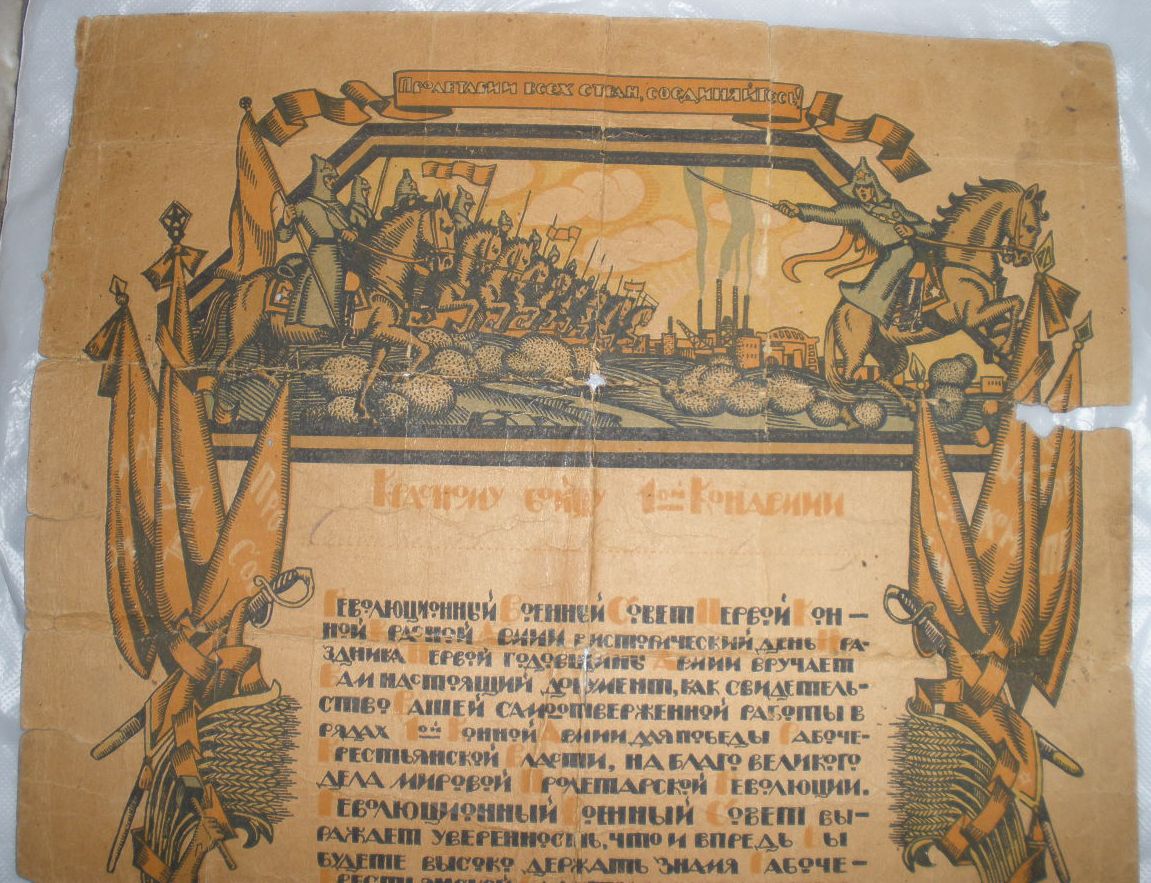 Пролетарии всех стран, соединяйтесь!
Красному бойцу 1ой Конармии
Революционный Военный Совет Первой Кон-
ной Красной Армии в исторический день Пра-
здника Первой годовщины Армии вручает
Вам настоящий документ, как свидетель-
ство Вашей самоотверженной работы в
рядах 1ой Конной Армии для победы Рабоче-
Крестьянской Власти, на благо великого
дела Мировой Пролетарской Революции.
Революционный Военный Совет вы-
ражает уверенность, что и впредь Вы
будете высоко держать Знамя Рабоче-
Крестьянской